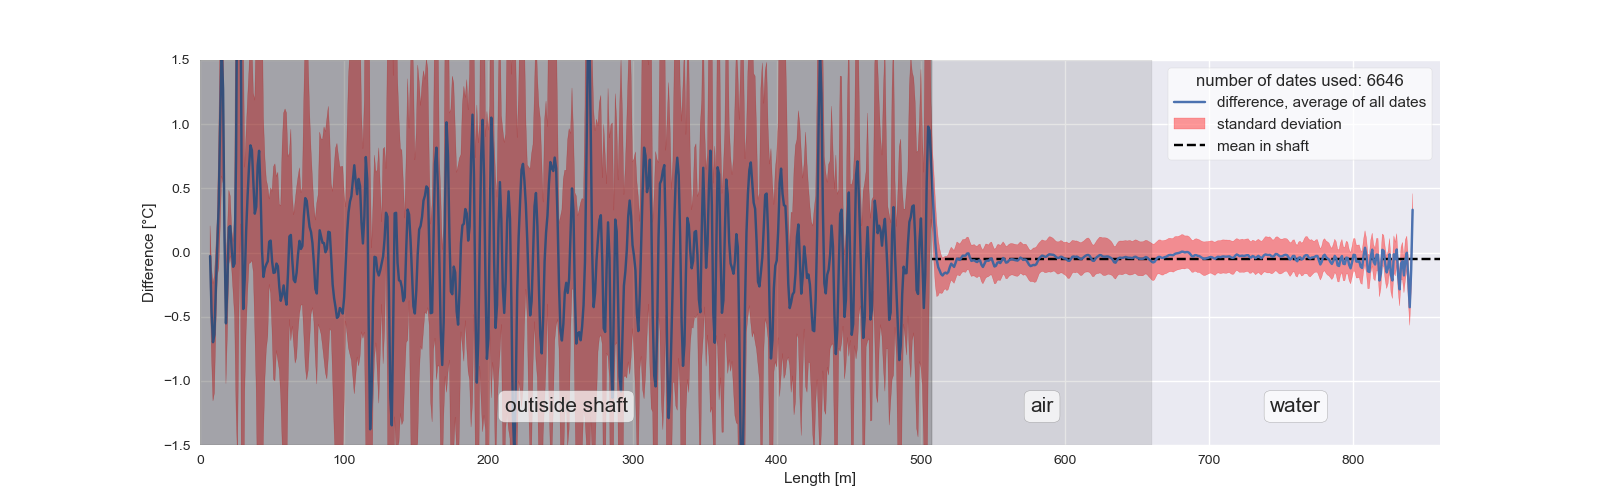 1.5
1.0
0.5
0.0
−0.5
−1.0
−1.5
Difference [°C]
number of dates used: 6646
difference, average of all dates
standard deviation
mean in shaft
outiside shaft
air
water
0 100 200 300 400 500 600 700 800
Length [m]